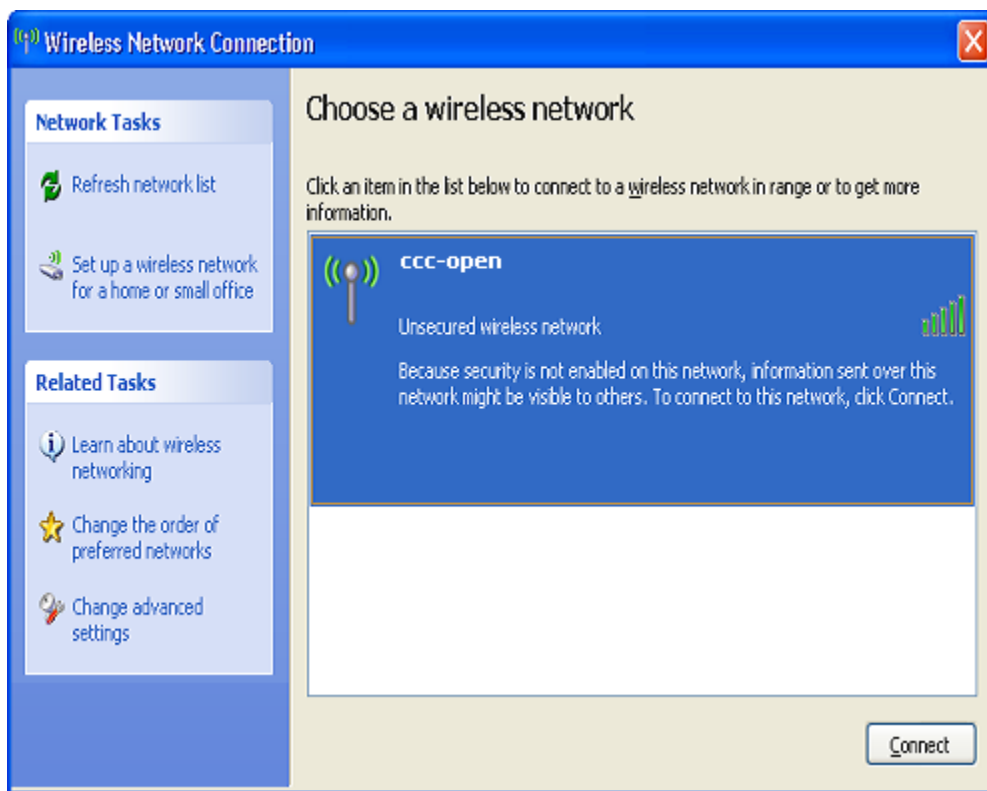 Wireless Network Connection
Network Tasks
Refresh network list
Set up a wireless network
for a home or small office
Related Tasks
Learn about wireless
networking
Change the order of
preferred networks
Change advanced
settings
Choose a wireless network
Click an item in the list below to connect to a wireless network in range or to get more
information.
ccc-open
Unsecured wireless network
Because security is not enabled on this network, information sent over this
network might be visible to others. To connect to this network, click Connect.
Connect